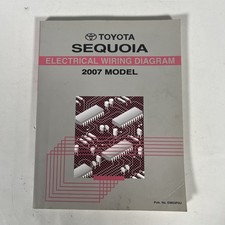 TOYOTA
SEQUOIA
ELECTRICAL WIRING DIAGRAM
2007 MODEL